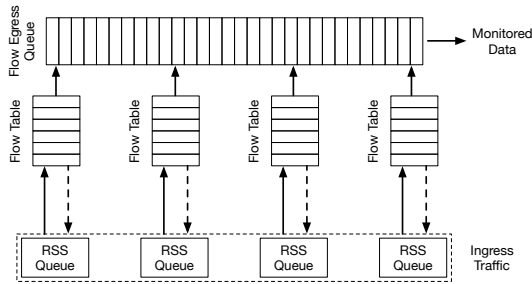 Flow Egress
Queue
Monitored
Data
Flow Table
Flow Table
Flow Table
Flow Table
RSS
Queue
RSS
Queue
RSS
Queue
RSS
Queue
Ingress
Traffic